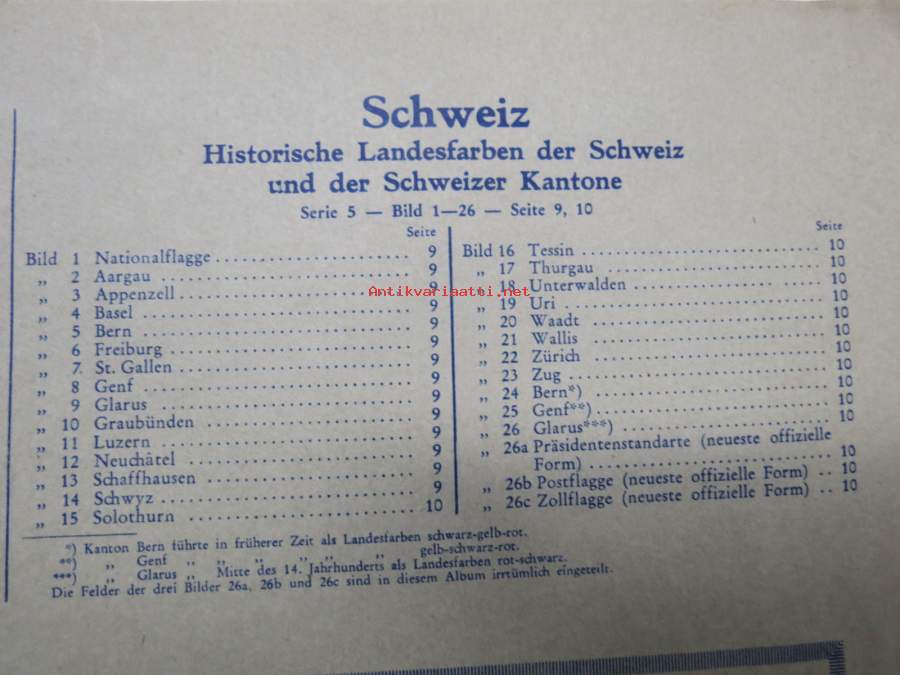 Schweiz
Historische Landesfarben der Schweiz
und der Schweizer Kantone
Serie 5 — Bild 1—26 — Seite 9, 10
Seite
Bild 1 Nationalflagge . . . . . . . . . . 9
„ 2 Aargau . . . . . . . . . . 9
„ 3 Appenzell . . . . . . . . . . 9
„ 4 Basel . . . . . . . . . . 9
„ 5 Bern . . . . . . . . . . 9
„ 6 Freiburg . . . . . . . . . . 9
„ 7 St. Gallen . . . . . . . . . . 9
„ 8 Genf . . . . . . . . . . 9
„ 9 Glarus . . . . . . . . . . 9
„ 10 Graubünden . . . . . . . . . . 9
„ 11 Luzern . . . . . . . . . . 9
„ 12 Neuchâtel . . . . . . . . . . 9
„ 13 Schaffhausen . . . . . . . . . . 9
„ 14 Schwyz . . . . . . . . . . 9
„ 15 Solothurn . . . . . . . . . . 10
Seite
Bild 16 Tessin . . . . . . . . . . 10
„ 17 Thurgau . . . . . . . . . . 10
„ 18 Unterwalden . . . . . . . . . . 10
„ 19 Uri . . . . . . . . . . 10
„ 20 Waadt . . . . . . . . . . 10
„ 21 Wallis . . . . . . . . . . 10
„ 22 Zürich . . . . . . . . . . 10
„ 23 Zug . . . . . . . . . . 10
„ 24 Bern*) . . . . . . . . . . 10
„ 25 Genf**) . . . . . . . . . . 10
„ 26 Glarus***) . . . . . . . . . . 10
„ 26a Präsidentenstandarte (neueste offizielle
Form) . . . . . . . . . . 10
„ 26b Postflagge (neueste offizielle Form) . . 10
„ 26c Zollflagge (neueste offizielle Form) . . 10
*) Kanton Bern führte in früherer Zeit als Landesfarben schwarz-gelb-rot.
**) „ Genf „ „ „ „ „ „ gelb-schwarz-rot.
***) „ Glarus „ Mitte des 14. Jahrhunderts als Landesfarben rot-schwarz.
Die Felder der drei Bilder 26a, 26b und 26c sind in diesem Album irrtümlich eingeteilt.
Antikvariaatti.net